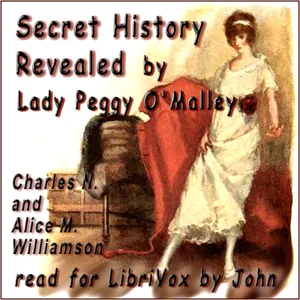 Secret History
Revealed by
Lady Peggy O'Malley
Charles N.
and
Alice M.
Williamson
read for LibriVox by John